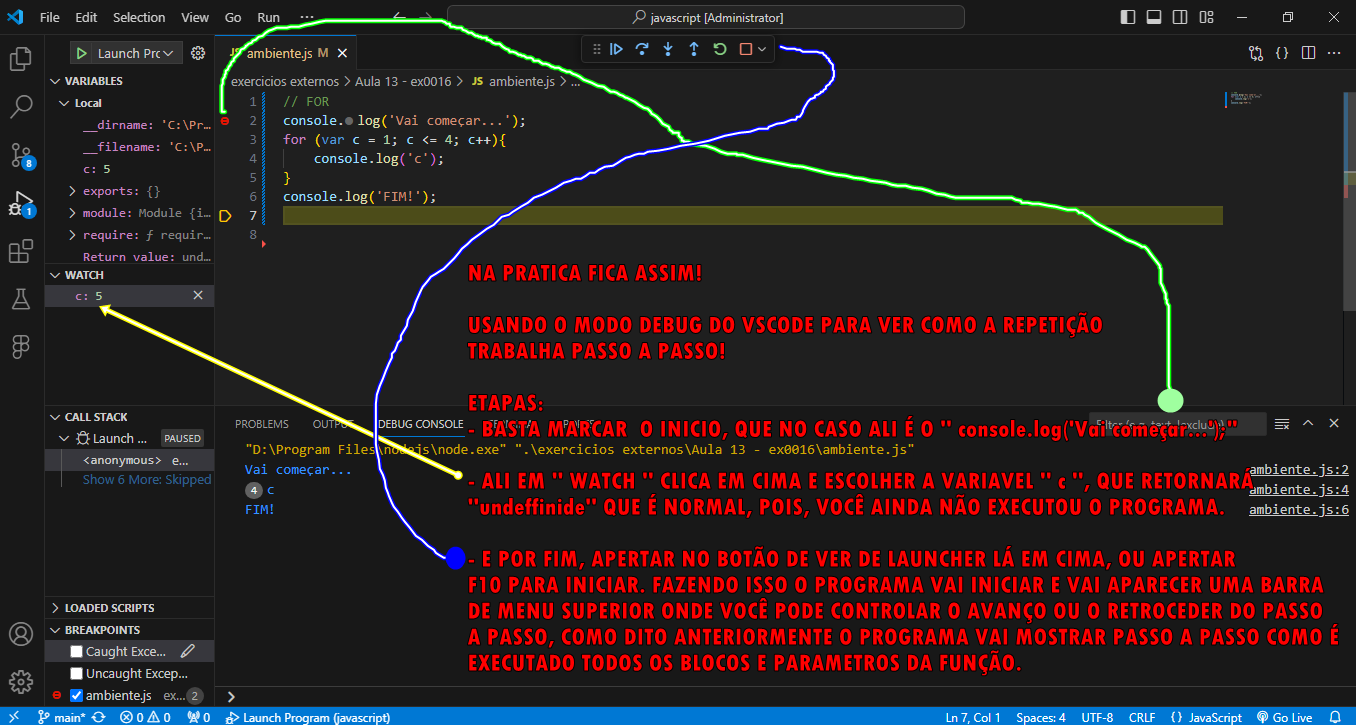 File Edit Selection View Go Run ··· javascript [Administrator]
Launch Prc
JS ambiente.js M
VARIABLES
exercicios externos > Aula 13 - ex0016 > JS ambiente.js > ...
Local
__dirname: 'C:\Pr…
__filename: 'C:\P…
c: 5
exports: {}
module: Module {i…
require: ƒ requir…
Return value: und…
WATCH
c: 5
1 // FOR
2 console. log('Vai começar...');
3 for (var c = 1; c <= 4; c++){
4 console.log('c');
5 }
6 console.log('FIM!');
7
8
NA PRATICA FICA ASSIM!
USANDO O MODO DEBUG DO VSCODE PARA VER COMO A REPETIÇÃO
TRABALHA PASSO A PASSO!
ETAPAS:
- BASTA MARCAR O INICIO, QUE NO CASO ALI É O " console.log('Vai começar...');"
- ALI EM " WATCH " CLICA EM CIMA E ESCOLHER A VARIAVEL " c ", QUE RETORNARÁ
"undeffinide" QUE É NORMAL, POIS, VOCÊ AINDA NÃO EXECUTOU O PROGRAMA.
- E POR FIM, APERTAR NO BOTÃO DE VER DE LAUNCHER LÁ EM CIMA, OU APERTAR
F10 PARA INICIAR. FAZENDO ISSO O PROGRAMA VAI INICIAR E VAI APARECER UMA BARRA
DE MENU SUPERIOR ONDE VOCÊ PODE CONTROLAR O AVANÇO OU O RETROCEDER DO PASSO
A PASSO, COMO DITO ANTERIORMENTE O PROGRAMA VAI MOSTRAR PASSO A PASSO COMO É
EXECUTADO TODOS OS BLOCOS E PARAMETROS DA FUNÇÃO.
CALL STACK
Launch ... PAUSED
<anonymous> e...
Show 6 More: Skipped
PROBLEMS OUTPUT DEBUG CONSOLE
"D:\Program Files\nodejs\node.exe" ".\exercicios externos\Aula 13 - ex0016\ambiente.js"
Vai começar... ambiente.js:2
4 c ambiente.js:4
FIM! ambiente.js:6
LOADED SCRIPTS
BREAKPOINTS
Caught Exce...
Uncaught Excep...
ambiente.js ex... 2
8
1
main* 0 0 0 Launch Program (javascript) Ln 7, Col 1 Spaces: 4 UTF-8 CRLF {} JavaScript Go Live